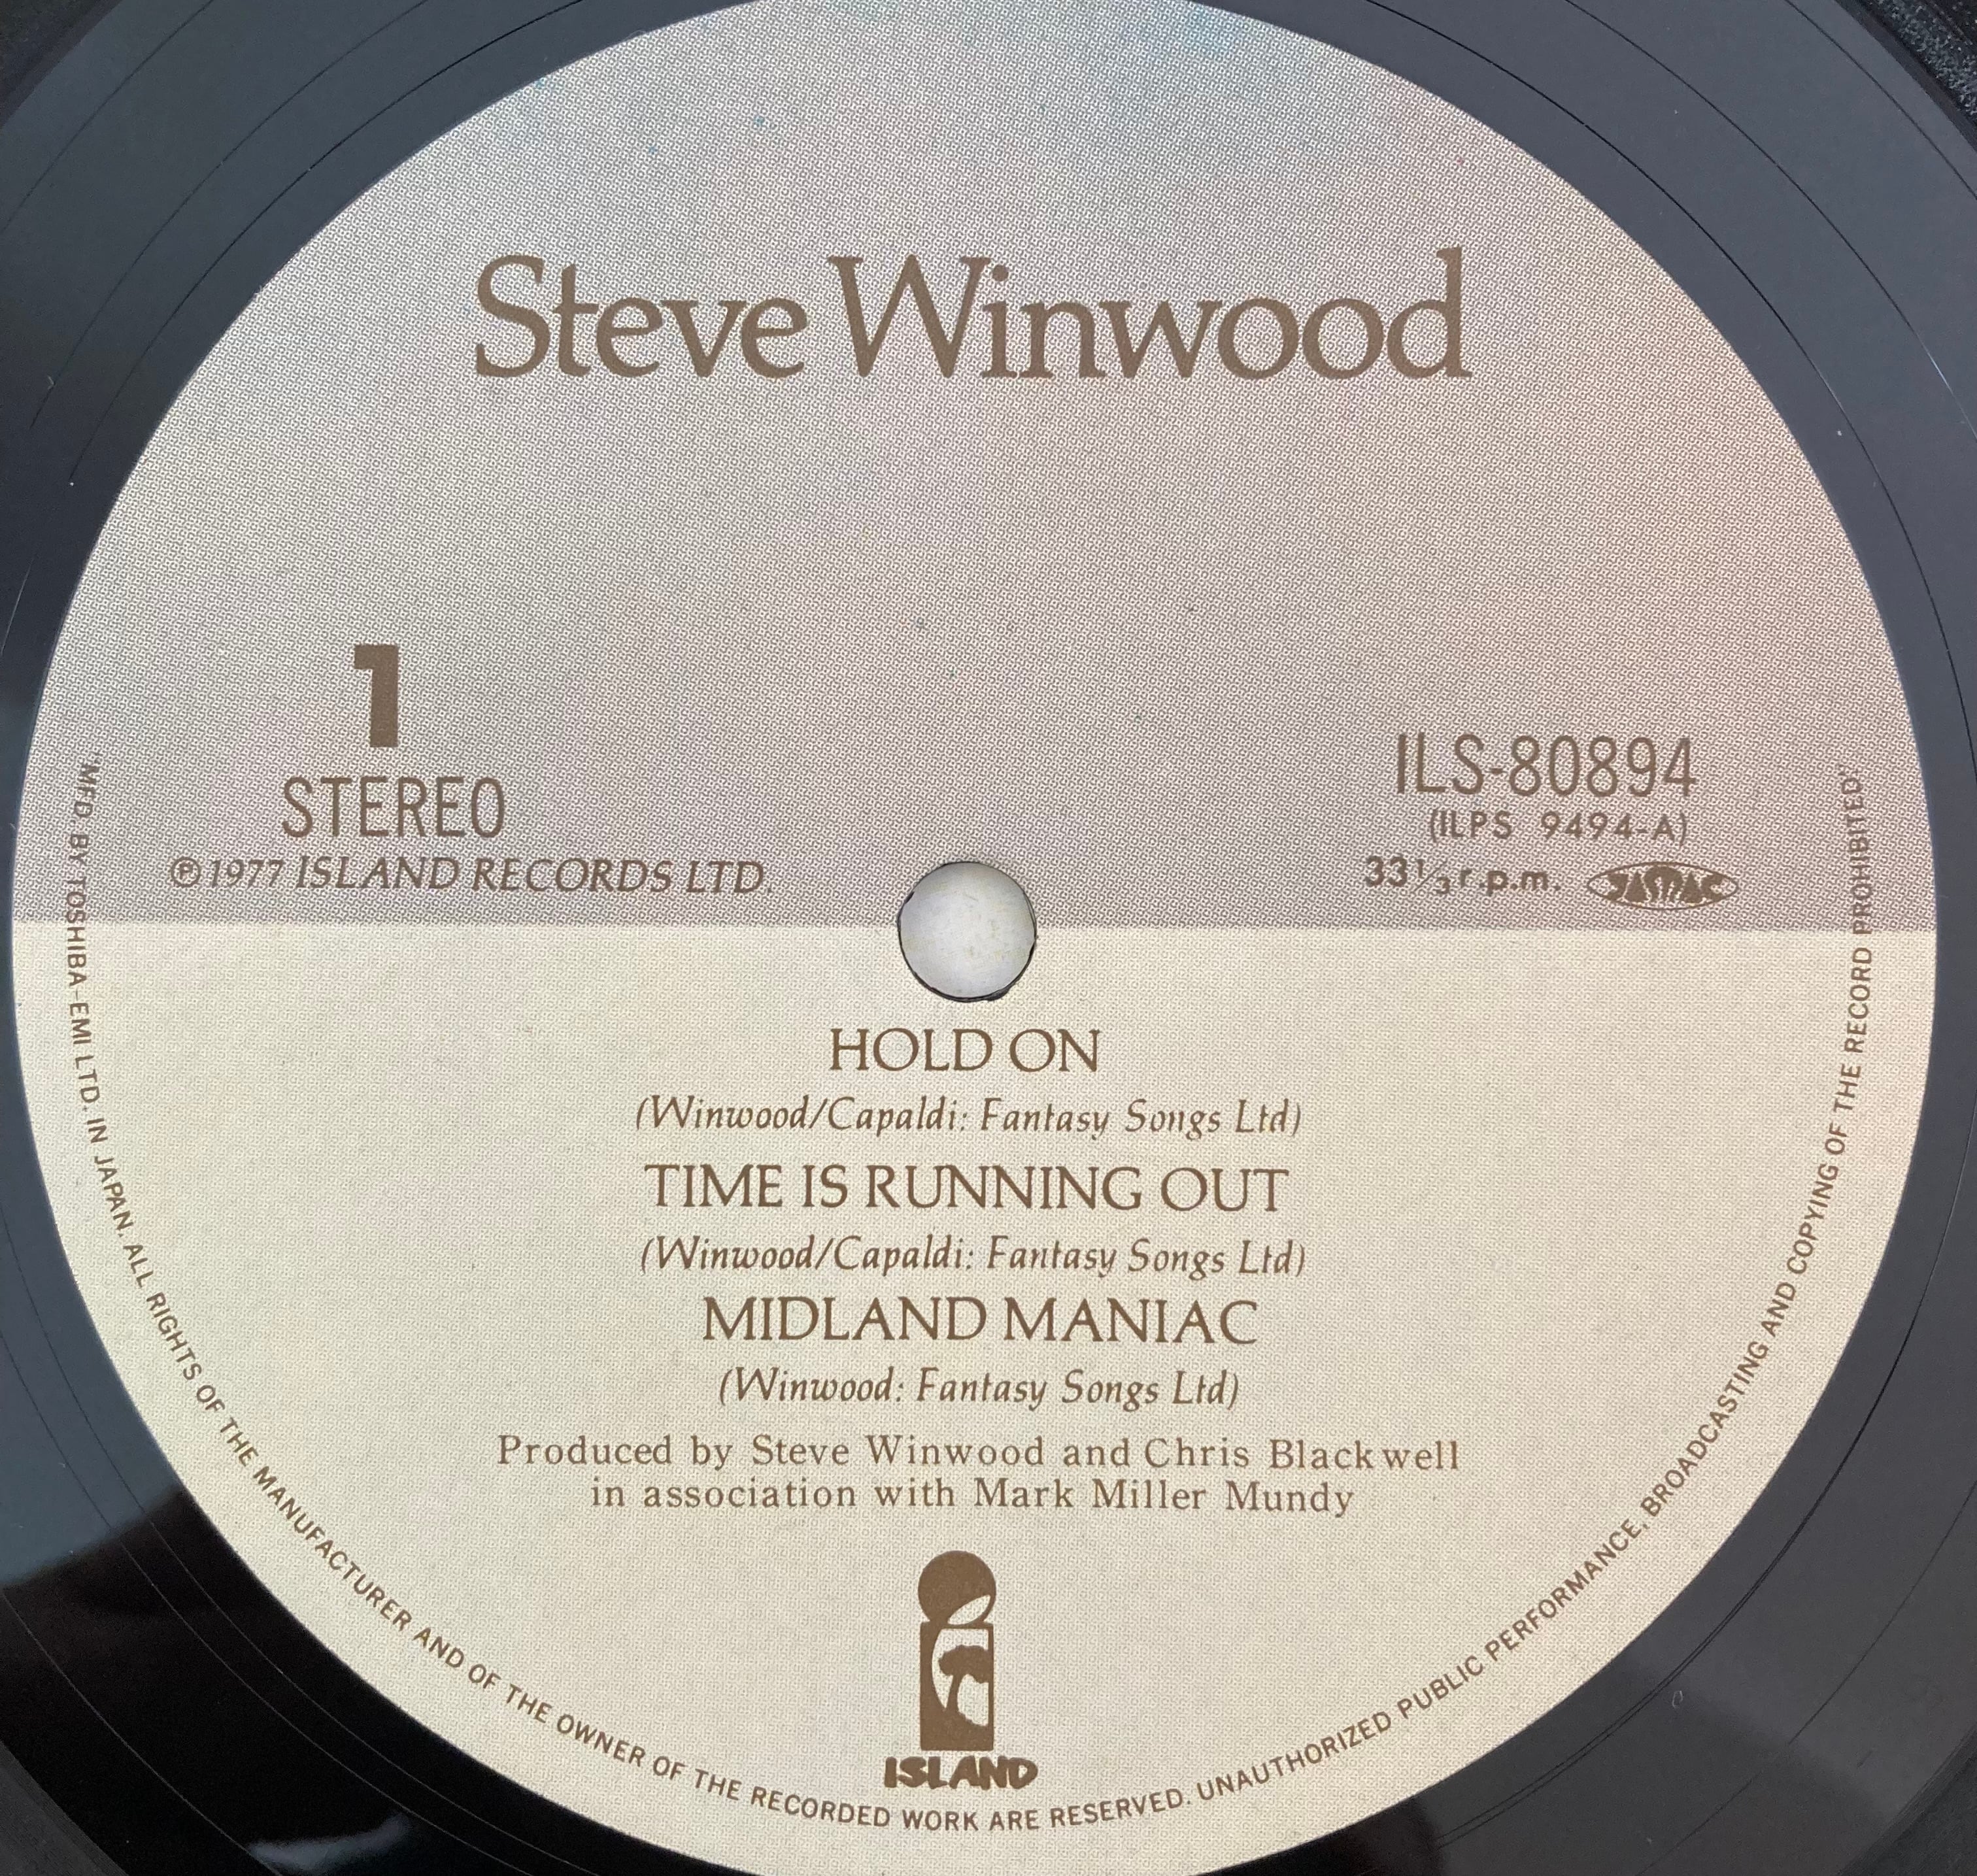 Steve Winwood
1
STEREO
℗1977 ISLAND RECORDS LTD.
ILS-80894
(ILPS 9494-A)
33⅓ r.p.m. JASRAC
HOLD ON
(Winwood/Capaldi: Fantasy Songs Ltd)
TIME IS RUNNING OUT
(Winwood/Capaldi: Fantasy Songs Ltd)
MIDLAND MANIAC
(Winwood: Fantasy Songs Ltd)
Produced by Steve Winwood and Chris Blackwell
in association with Mark Miller Mundy
ISLAND
"MFD. BY TOSHIBA-EMI LTD. IN JAPAN. ALL RIGHTS OF THE MANUFACTURER AND OF THE OWNER OF THE RECORDED WORK ARE RESERVED. UNAUTHORIZED PUBLIC PERFORMANCE, BROADCASTING AND COPYING OF THE RECORD PROHIBITED"